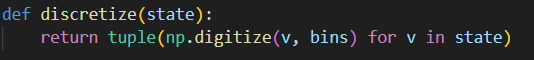 def discretize(state):
    return tuple(np.digitize(v, bins) for v in state)